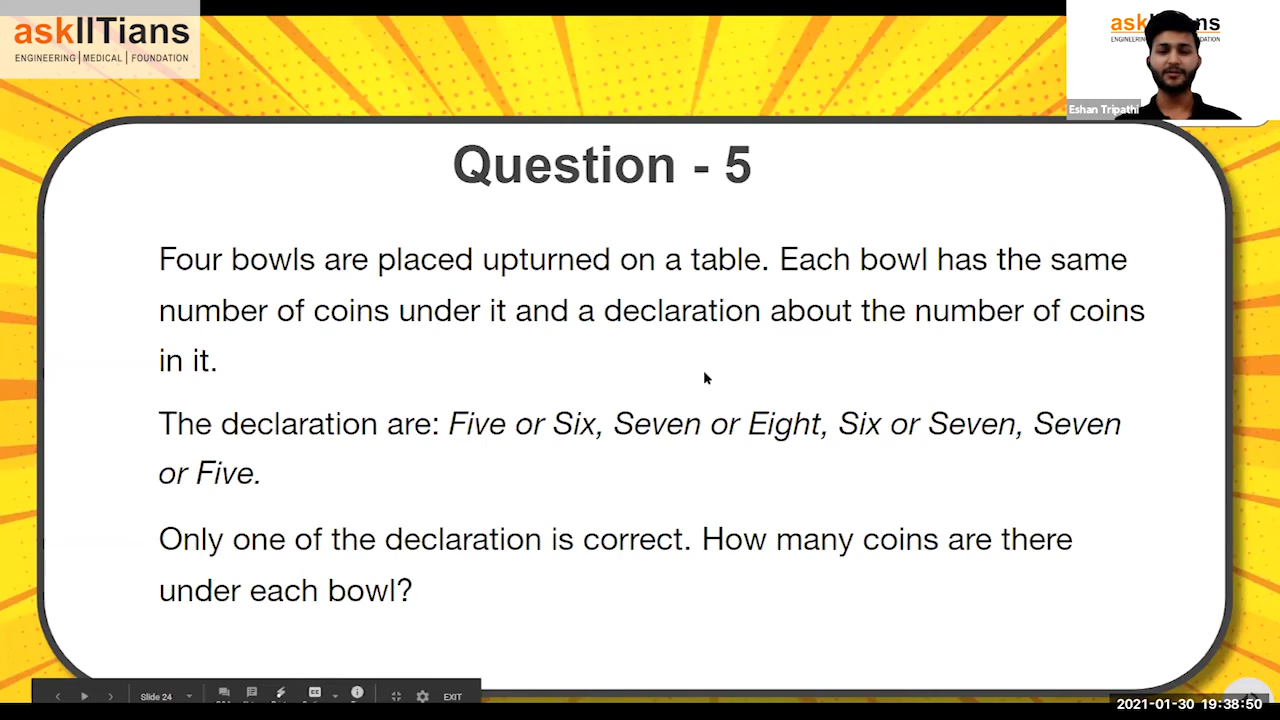 askIITians
ENGINEERING | MEDICAL | FOUNDATION
Eshan Tripathi
Question - 5
Four bowls are placed upturned on a table. Each bowl has the same
number of coins under it and a declaration about the number of coins
in it.
The declaration are: Five or Six, Seven or Eight, Six or Seven, Seven
or Five.
Only one of the declaration is correct. How many coins are there
under each bowl?
Slide 24
CC
EXIT
2021-01-30 19:38:50